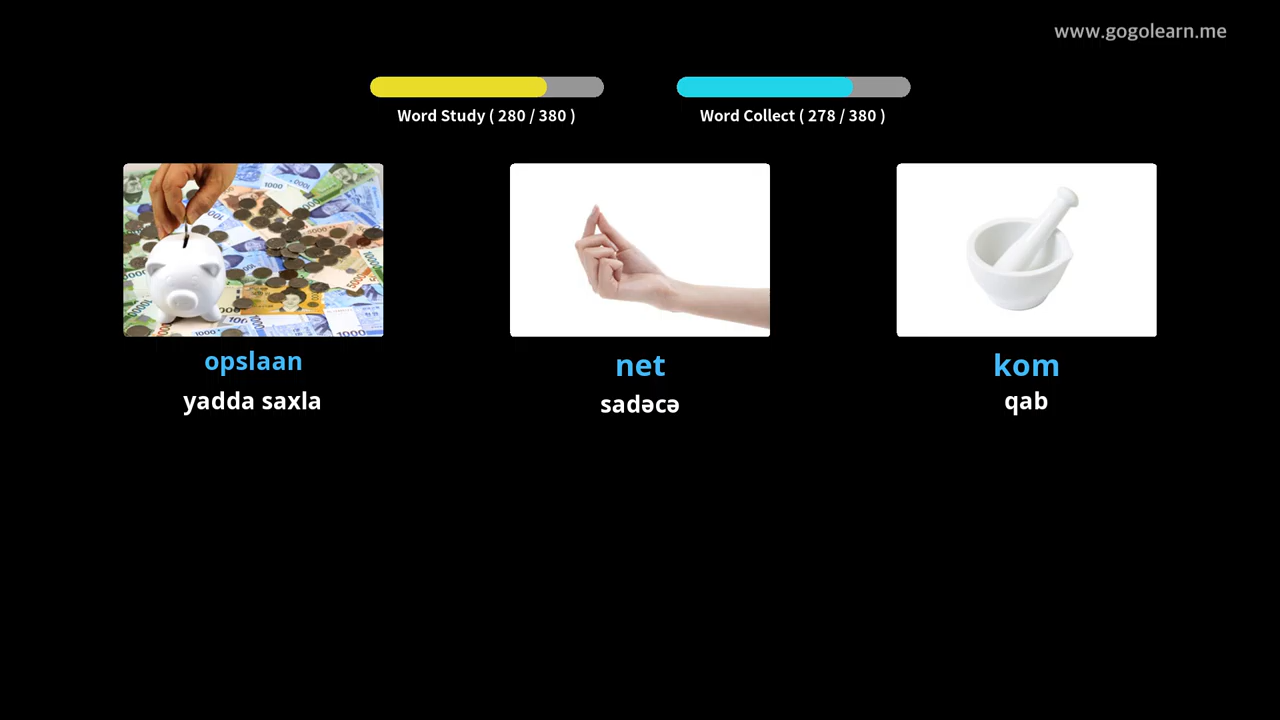 www.gogolearn.me
Word Study ( 280 / 380 )
Word Collect ( 278 / 380 )
opslaan
yadda saxla
net
sadəcə
kom
qab